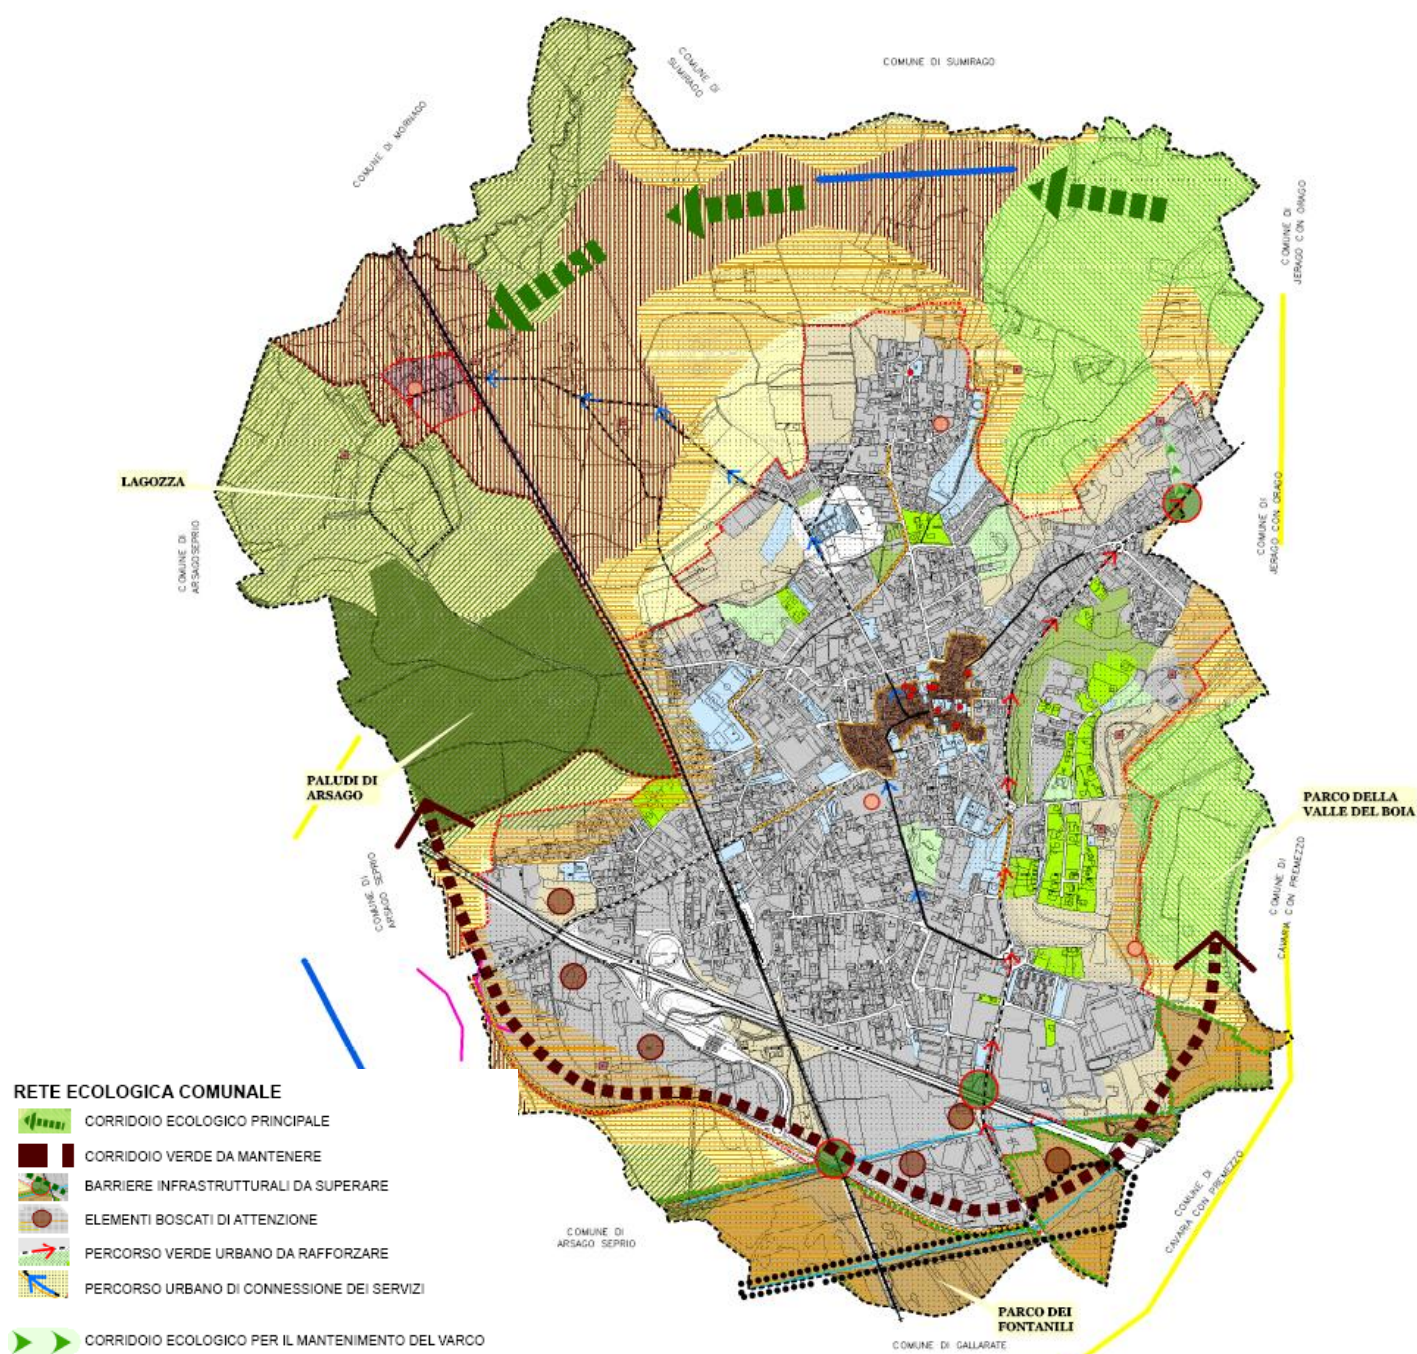 COMUNE DI SUMIRAGO
COMUNE DI
SUMIRAGO
COMUNE DI MORNAGO
COMUNE DI
JERAGO CON ORAGO
LAGOZZA
COMUNE DI
ARSAGOSEPRIO
COMUNE DI
JERAGO CON ORAGO
PALUDI DI
ARSAGO
PARCO DELLA
VALLE DEL BOIA
COMUNE DI
ARSAGO SEPRIO
COMUNE DI
CAVARIA CON PREMEZZO
RETE ECOLOGICA COMUNALE
CORRIDOIO ECOLOGICO PRINCIPALE
CORRIDOIO VERDE DA MANTENERE
BARRIERE INFRASTRUTTURALI DA SUPERARE
ELEMENTI BOSCATI DI ATTENZIONE
PERCORSO VERDE URBANO DA RAFFORZARE
PERCORSO URBANO DI CONNESSIONE DEI SERVIZI
CORRIDOIO ECOLOGICO PER IL MANTENIMENTO DEL VARCO
COMUNE DI
ARSAGO SEPRIO
COMUNE DI
CAVARIA CON PREMEZZO
PARCO DEI
FONTANILI
COMUNE DI GALLARATE